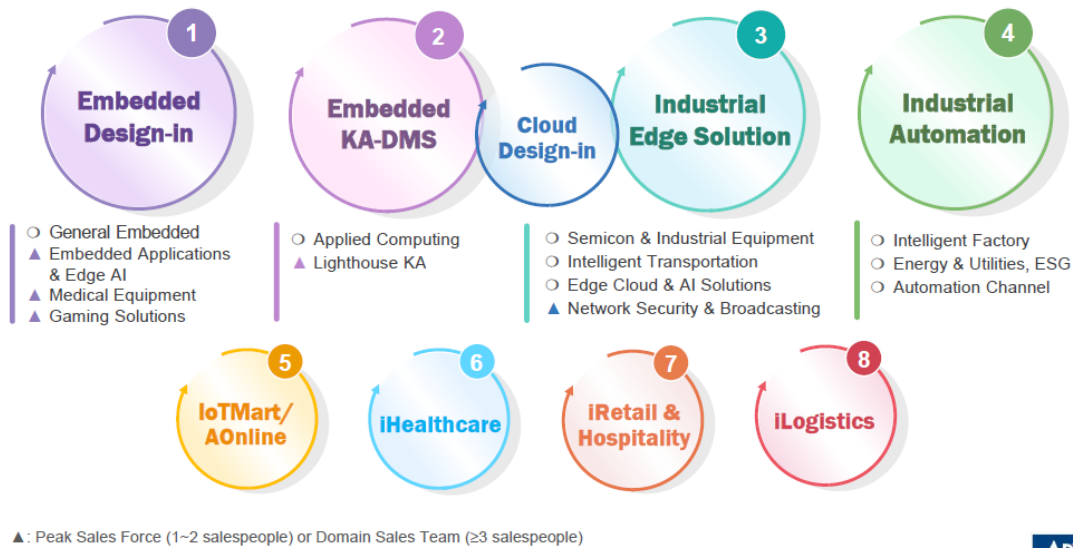 1
Embedded
Design-in
2
Embedded
KA-DMS
Cloud
Design-in
3
Industrial
Edge Solution
4
Industrial
Automation
❍ General Embedded
▲ Embedded Applications
& Edge AI
▲ Medical Equipment
▲ Gaming Solutions
❍ Applied Computing
▲ Lighthouse KA
❍ Semicon & Industrial Equipment
❍ Intelligent Transportation
❍ Edge Cloud & AI Solutions
▲ Network Security & Broadcasting
❍ Intelligent Factory
❍ Energy & Utilities, ESG
❍ Automation Channel
5
IoTMart/
AOnline
6
iHealthcare
7
iRetail &
Hospitality
8
iLogistics
▲: Peak Sales Force (1~2 salespeople) or Domain Sales Team (≥3 salespeople)